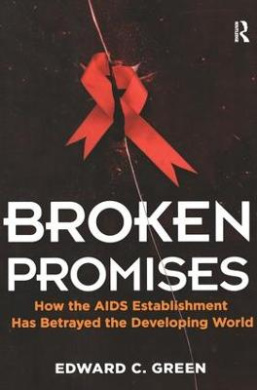 R
BROKEN
PROMISES
How the AIDS Establishment
Has Betrayed the Developing World
EDWARD C. GREEN